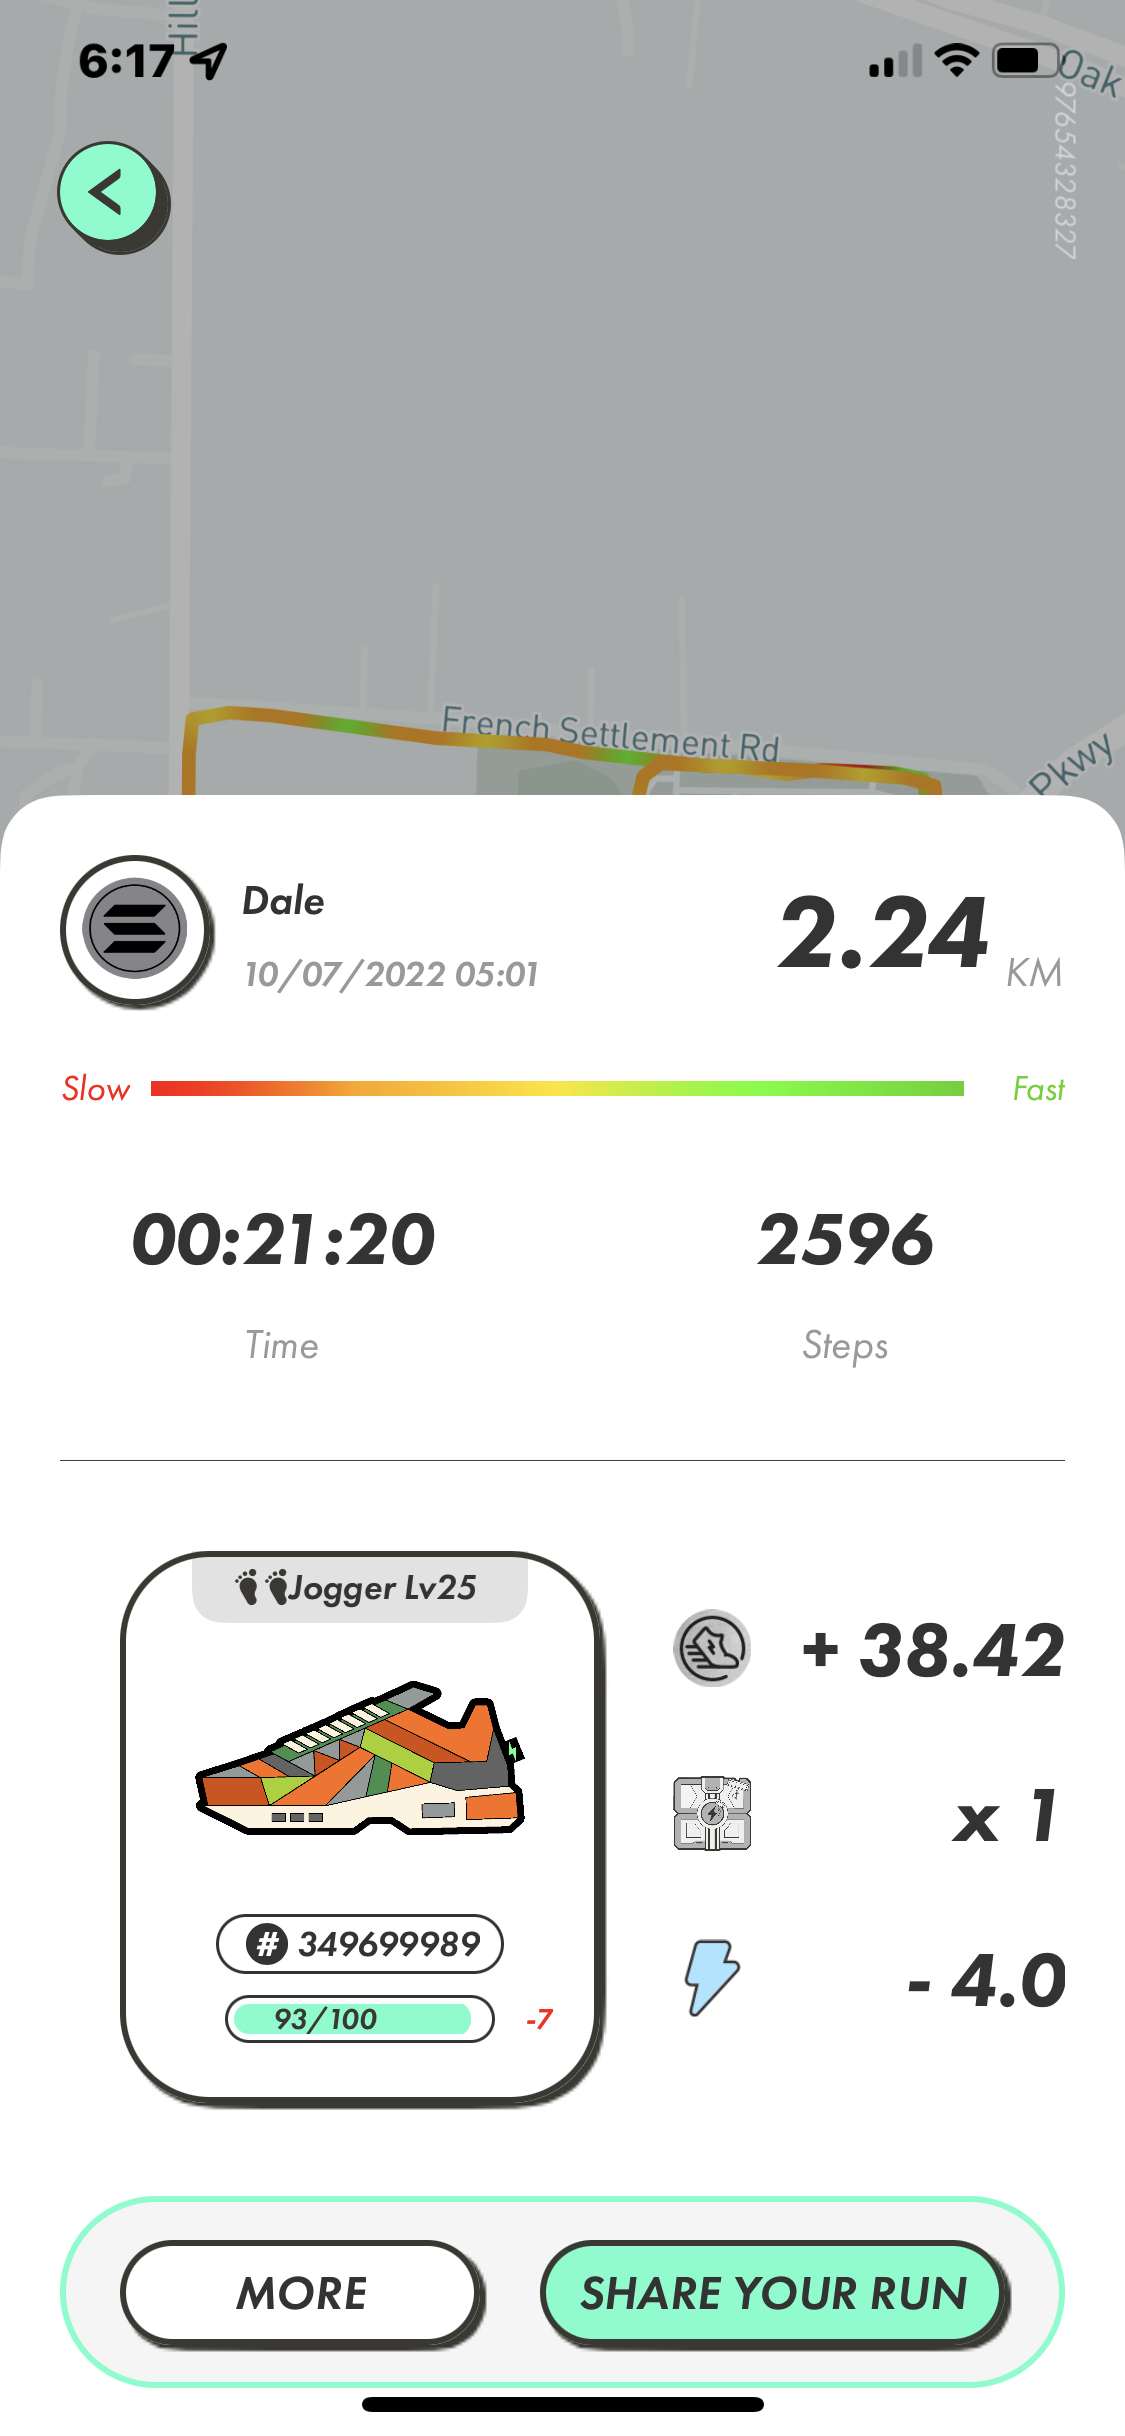 6:17
Hill
Oak
97654328327
<
French Settlement Rd
Pkwy
Dale
10/07/2022 05:01
2.24 KM
Slow
Fast
00:21:20
2596
Time
Steps
Jogger Lv25
# 349699989
93/100
-7
+ 38.42
x 1
- 4.0
MORE
SHARE YOUR RUN